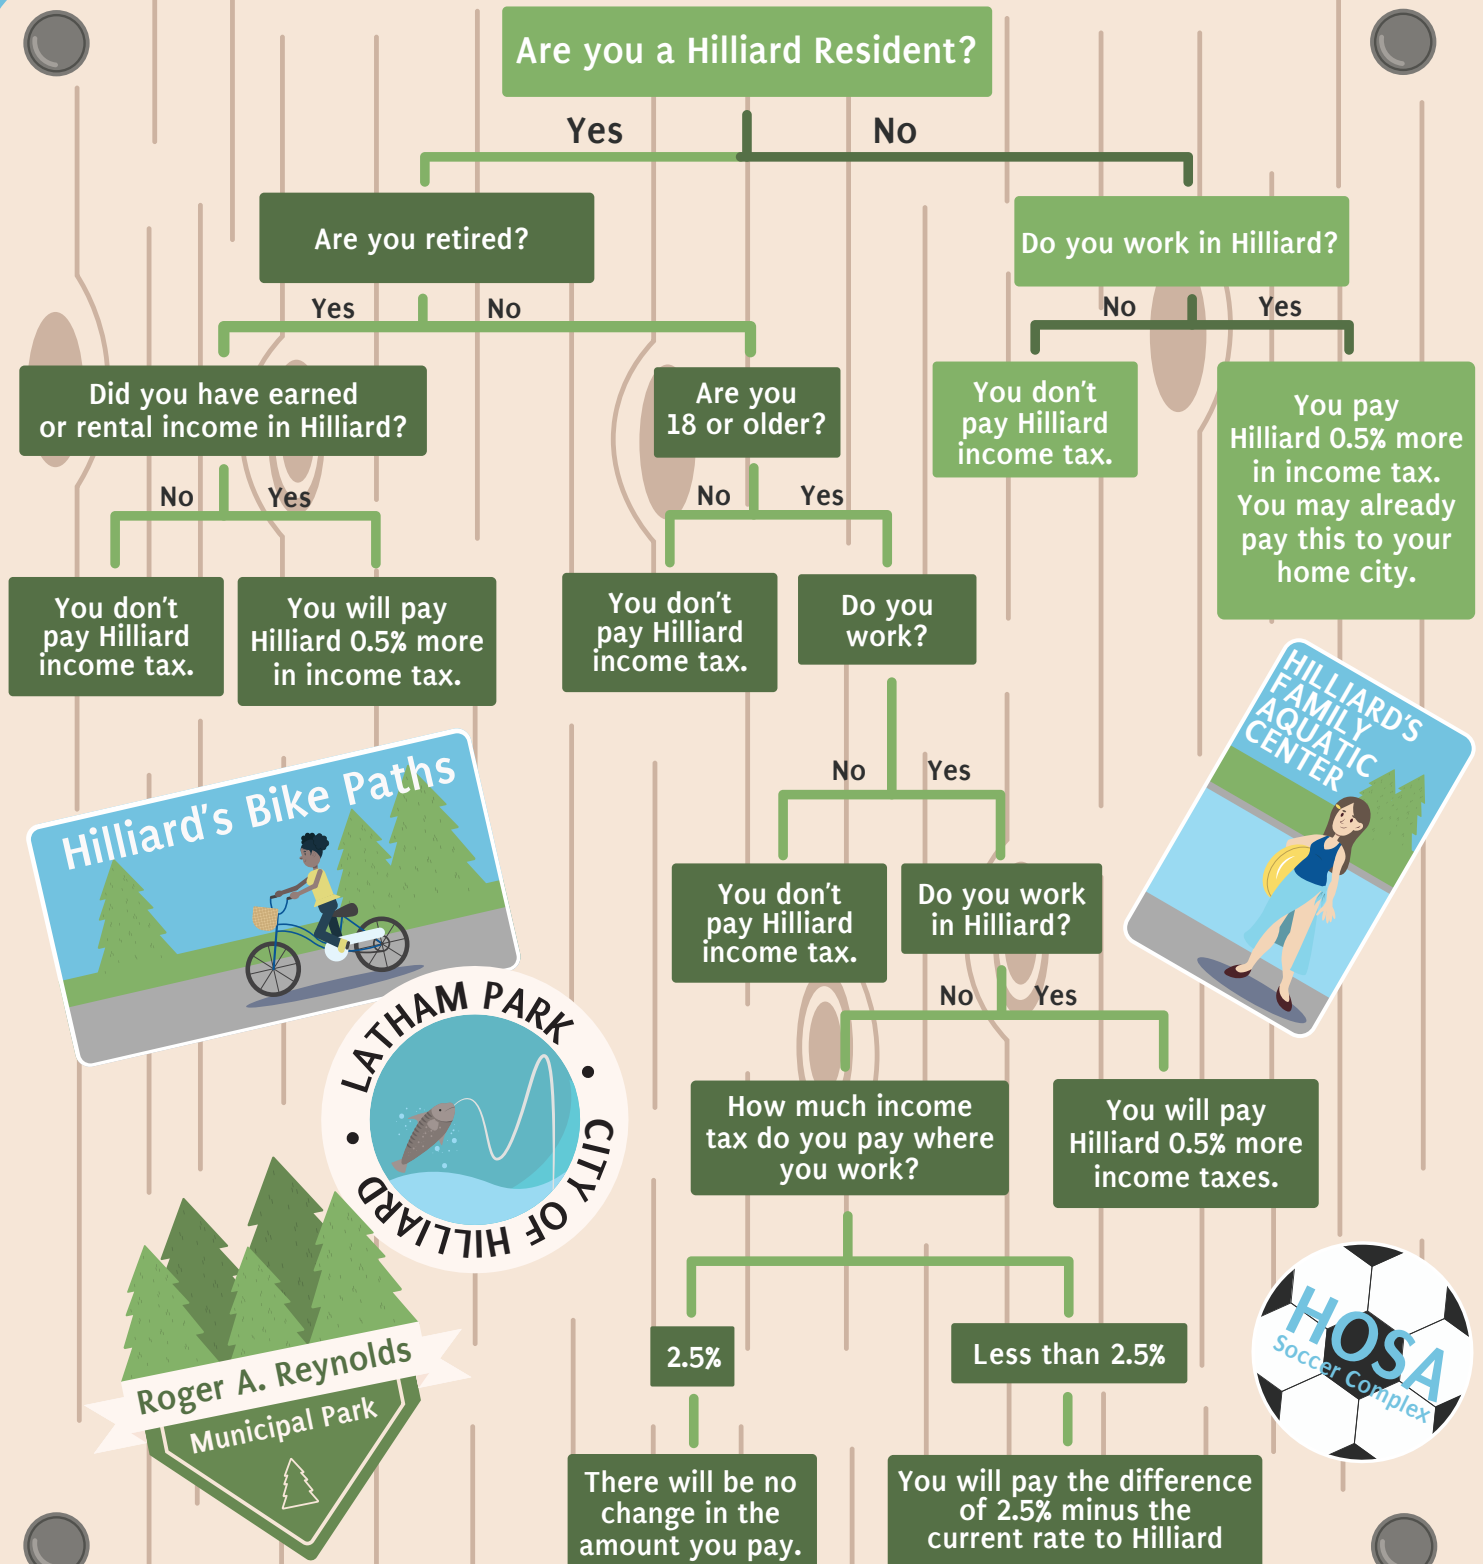 Are you a Hilliard Resident?
Yes
No
Are you retired?
Do you work in Hilliard?
Yes
No
No
Yes
Did you have earned
or rental income in Hilliard?
Are you
18 or older?
You don't
pay Hilliard
income tax.
You pay
Hilliard 0.5% more
in income tax.
You may already
pay this to your
home city.
No
Yes
No
Yes
You don't
pay Hilliard
income tax.
You will pay
Hilliard 0.5% more
in income tax.
You don't
pay Hilliard
income tax.
Do you
work?
HILLIARD'S
FAMILY
AQUATIC
CENTER
Hilliard's Bike Paths
No
Yes
You don't
pay Hilliard
income tax.
Do you work
in Hilliard?
No
Yes
LATHAM PARK
CITY OF HILLIARD
How much income
tax do you pay where
you work?
You will pay
Hilliard 0.5% more
income taxes.
HOSA
Soccer Complex
2.5%
Less than 2.5%
Roger A. Reynolds
Municipal Park
There will be no
change in the
amount you pay.
You will pay the difference
of 2.5% minus the
current rate to Hilliard